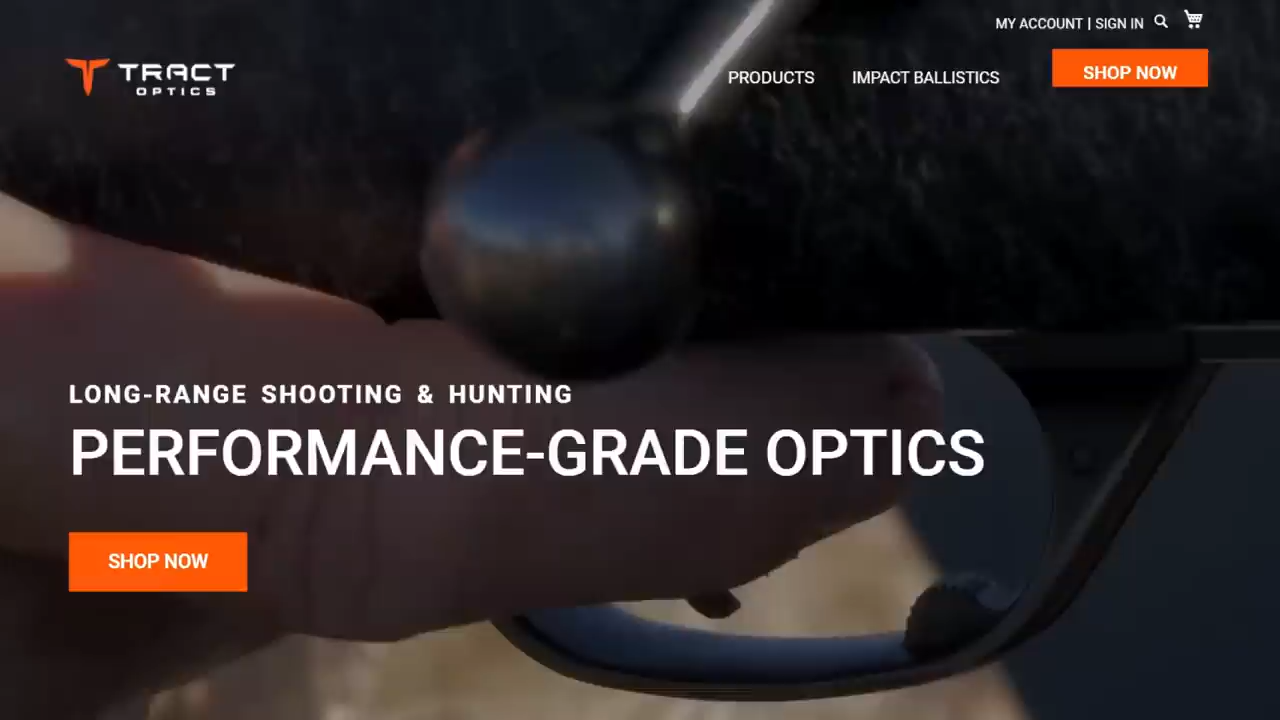 MY ACCOUNT | SIGN IN
TRACT
OPTICS
PRODUCTS
IMPACT BALLISTICS
SHOP NOW
LONG-RANGE SHOOTING & HUNTING
PERFORMANCE-GRADE OPTICS
SHOP NOW